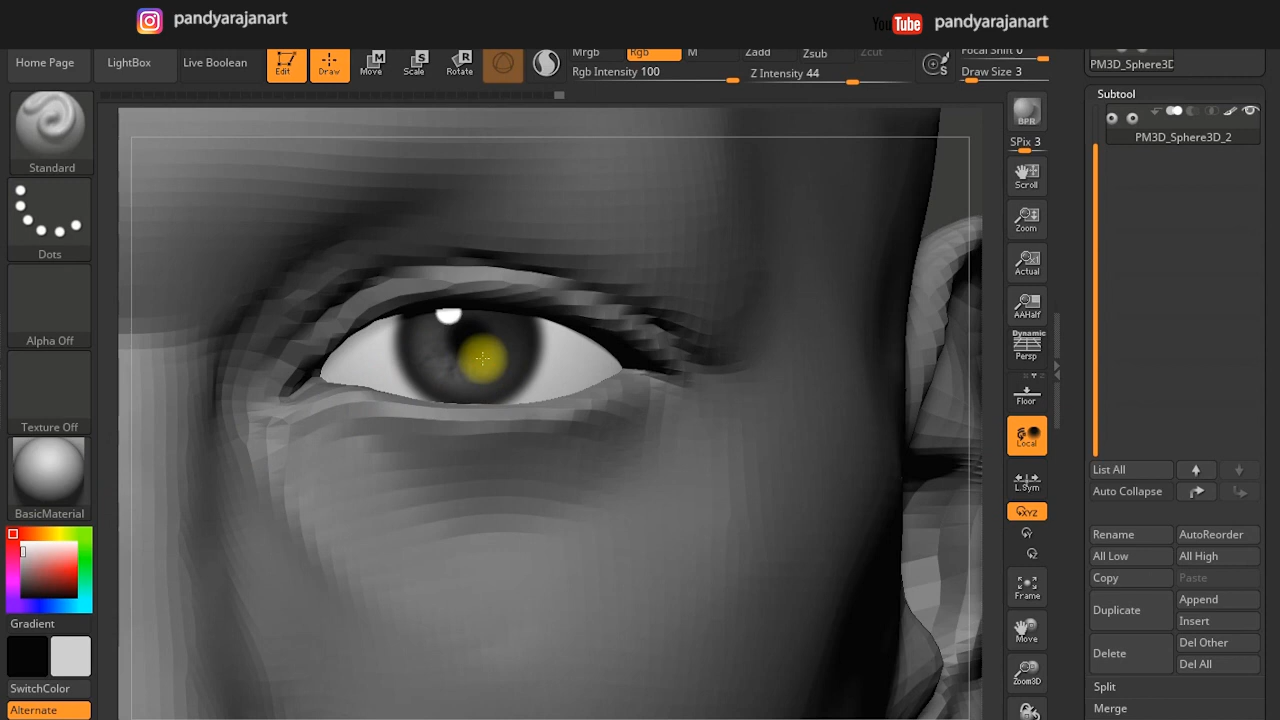 pandyarajanart
YouTube pandyarajanart
Home Page
LightBox
Live Boolean
Edit
Draw
Move
Scale
Rotate
Mrgb
Rgb
M
Zadd
Zsub
Zcut
Rgb Intensity 100
Z Intensity 44
Focal Shift 0
Draw Size 3
PM3D_Sphere3D
Standard
Dots
Alpha Off
Texture Off
BasicMaterial
Gradient
SwitchColor
Alternate
BPR
SPix 3
Scroll
Zoom
Actual
AAHalf
Dynamic
Persp
Floor
Local
L.Sym
XYZ
Frame
Move
Zoom3D
Subtool
PM3D_Sphere3D_2
List All
Auto Collapse
Rename
AutoReorder
All Low
All High
Copy
Paste
Duplicate
Append
Insert
Delete
Del Other
Del All
Split
Merge